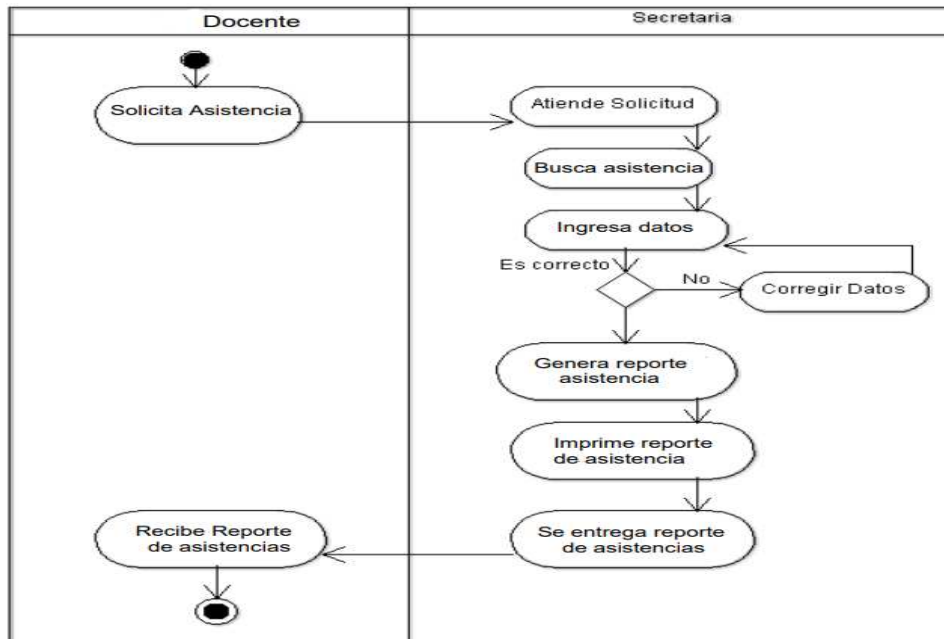 Docente
Secretaria
Solicita Asistencia
Atiende Solicitud
Busca asistencia
Ingresa datos
Es correcto
No
Corregir Datos
Genera reporte
asistencia
Imprime reporte
de asistencia
Se entrega reporte
de asistencias
Recibe Reporte
de asistencias